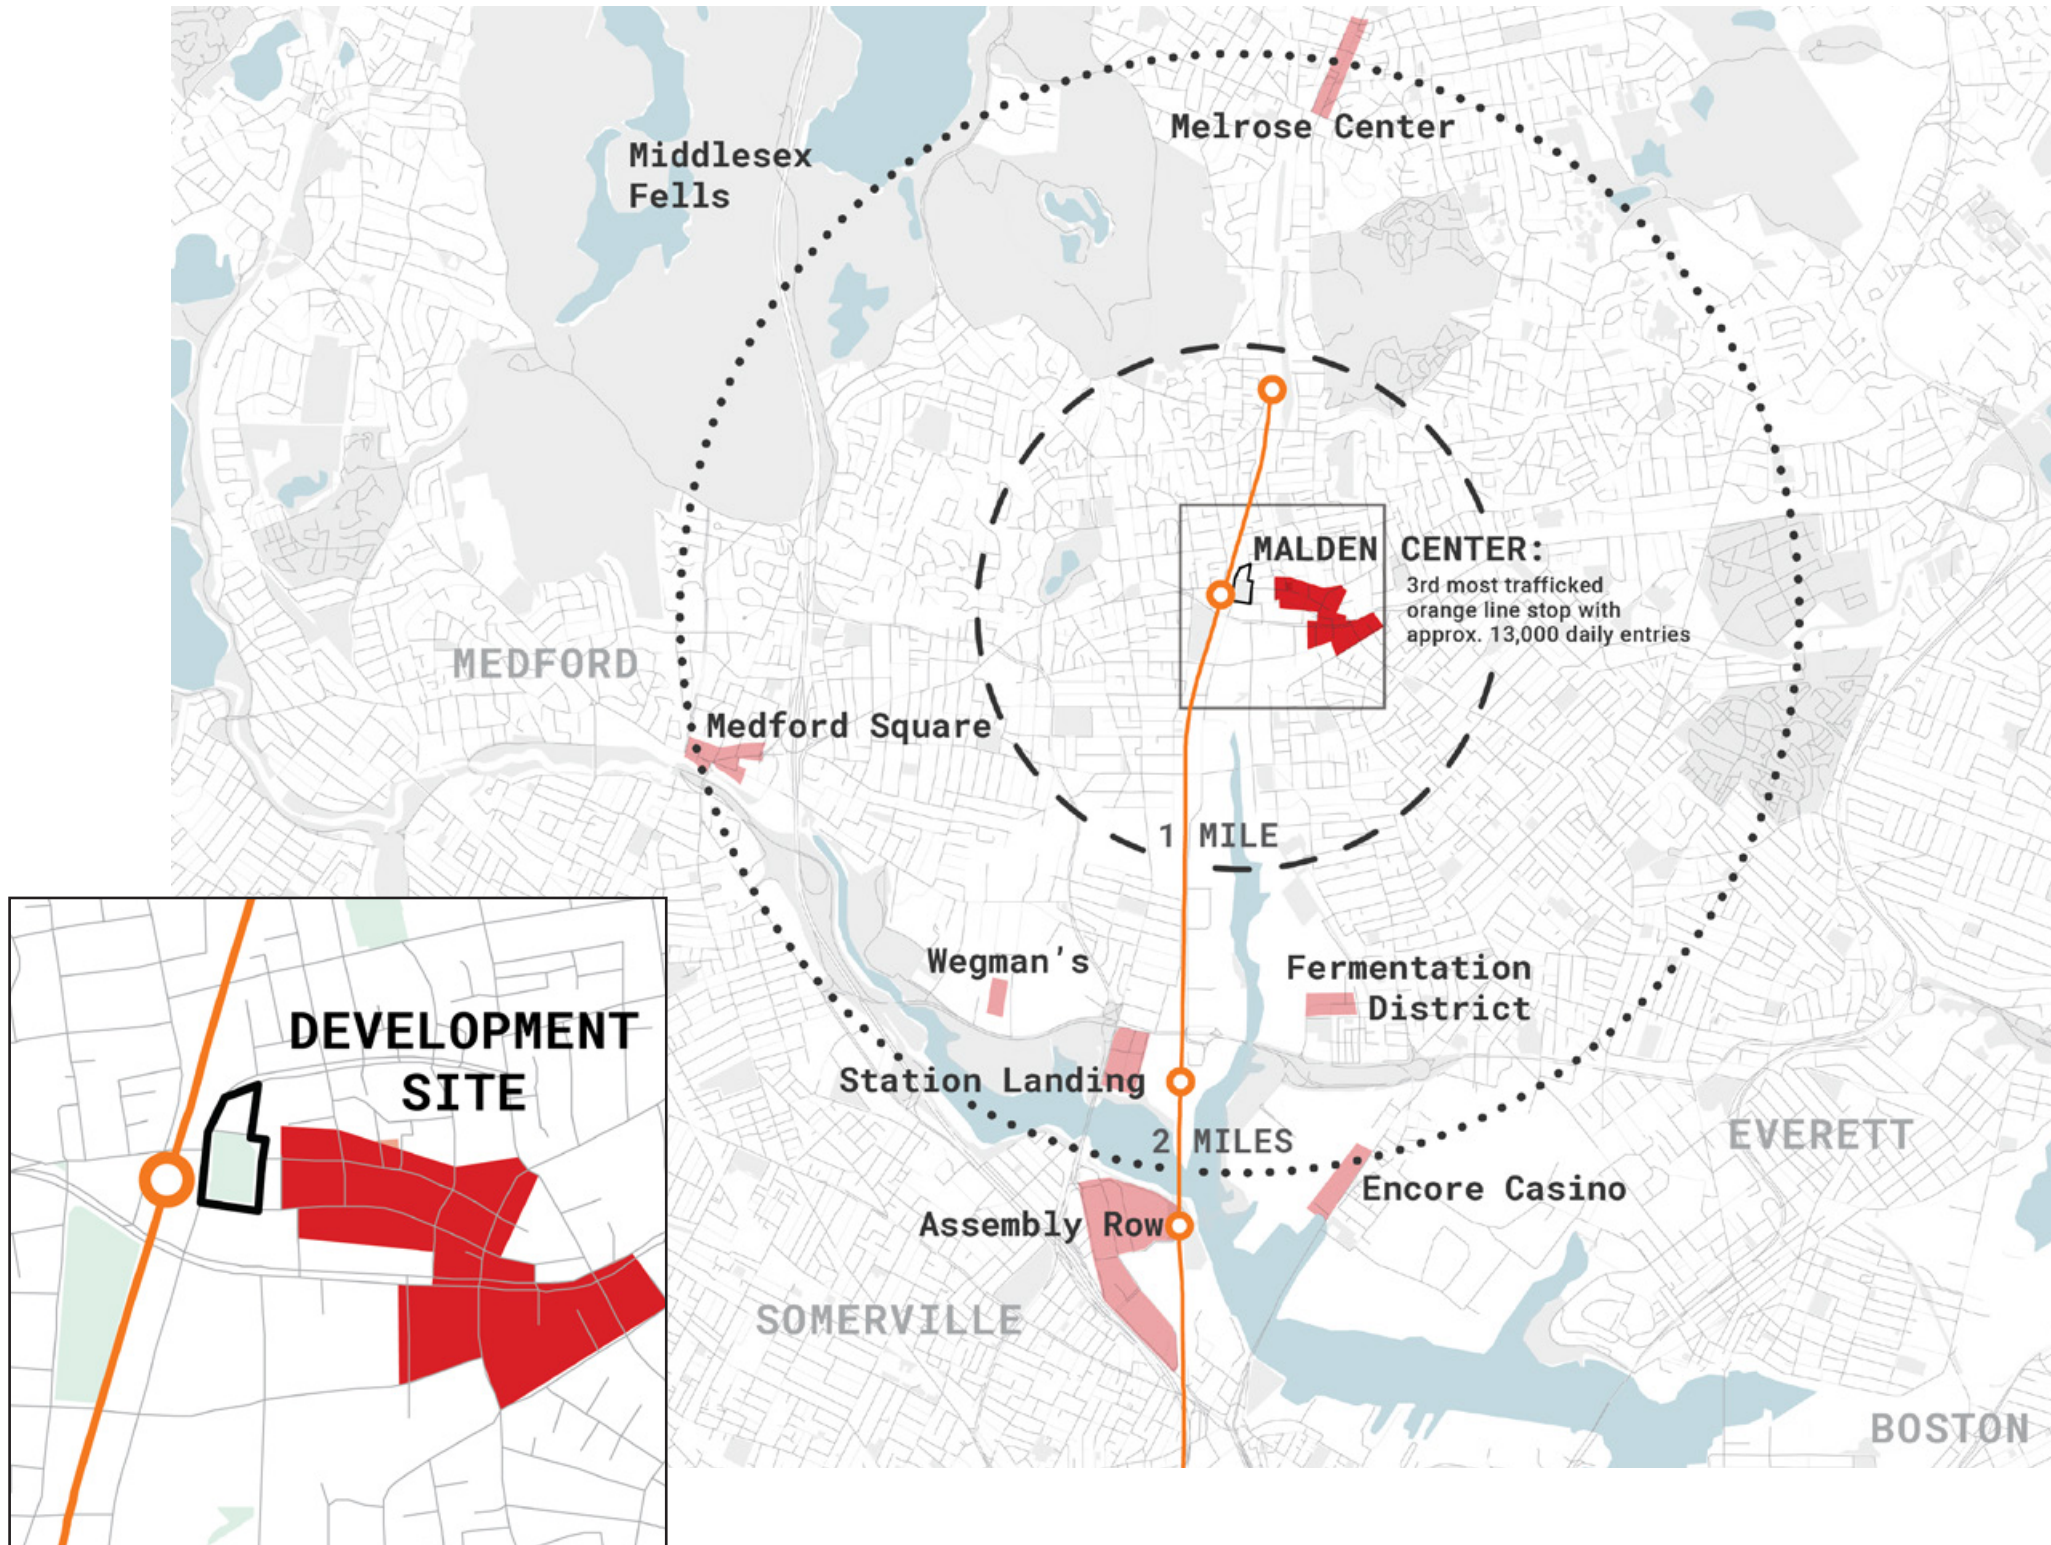 Middlesex
Fells
Melrose Center
MALDEN CENTER:
3rd most trafficked
orange line stop with
approx. 13,000 daily entries
MEDFORD
Medford Square
1 MILE
Wegman's
Fermentation
District
DEVELOPMENT
SITE
Station Landing
2 MILES
EVERETT
Encore Casino
Assembly Row
SOMERVILLE
BOSTON